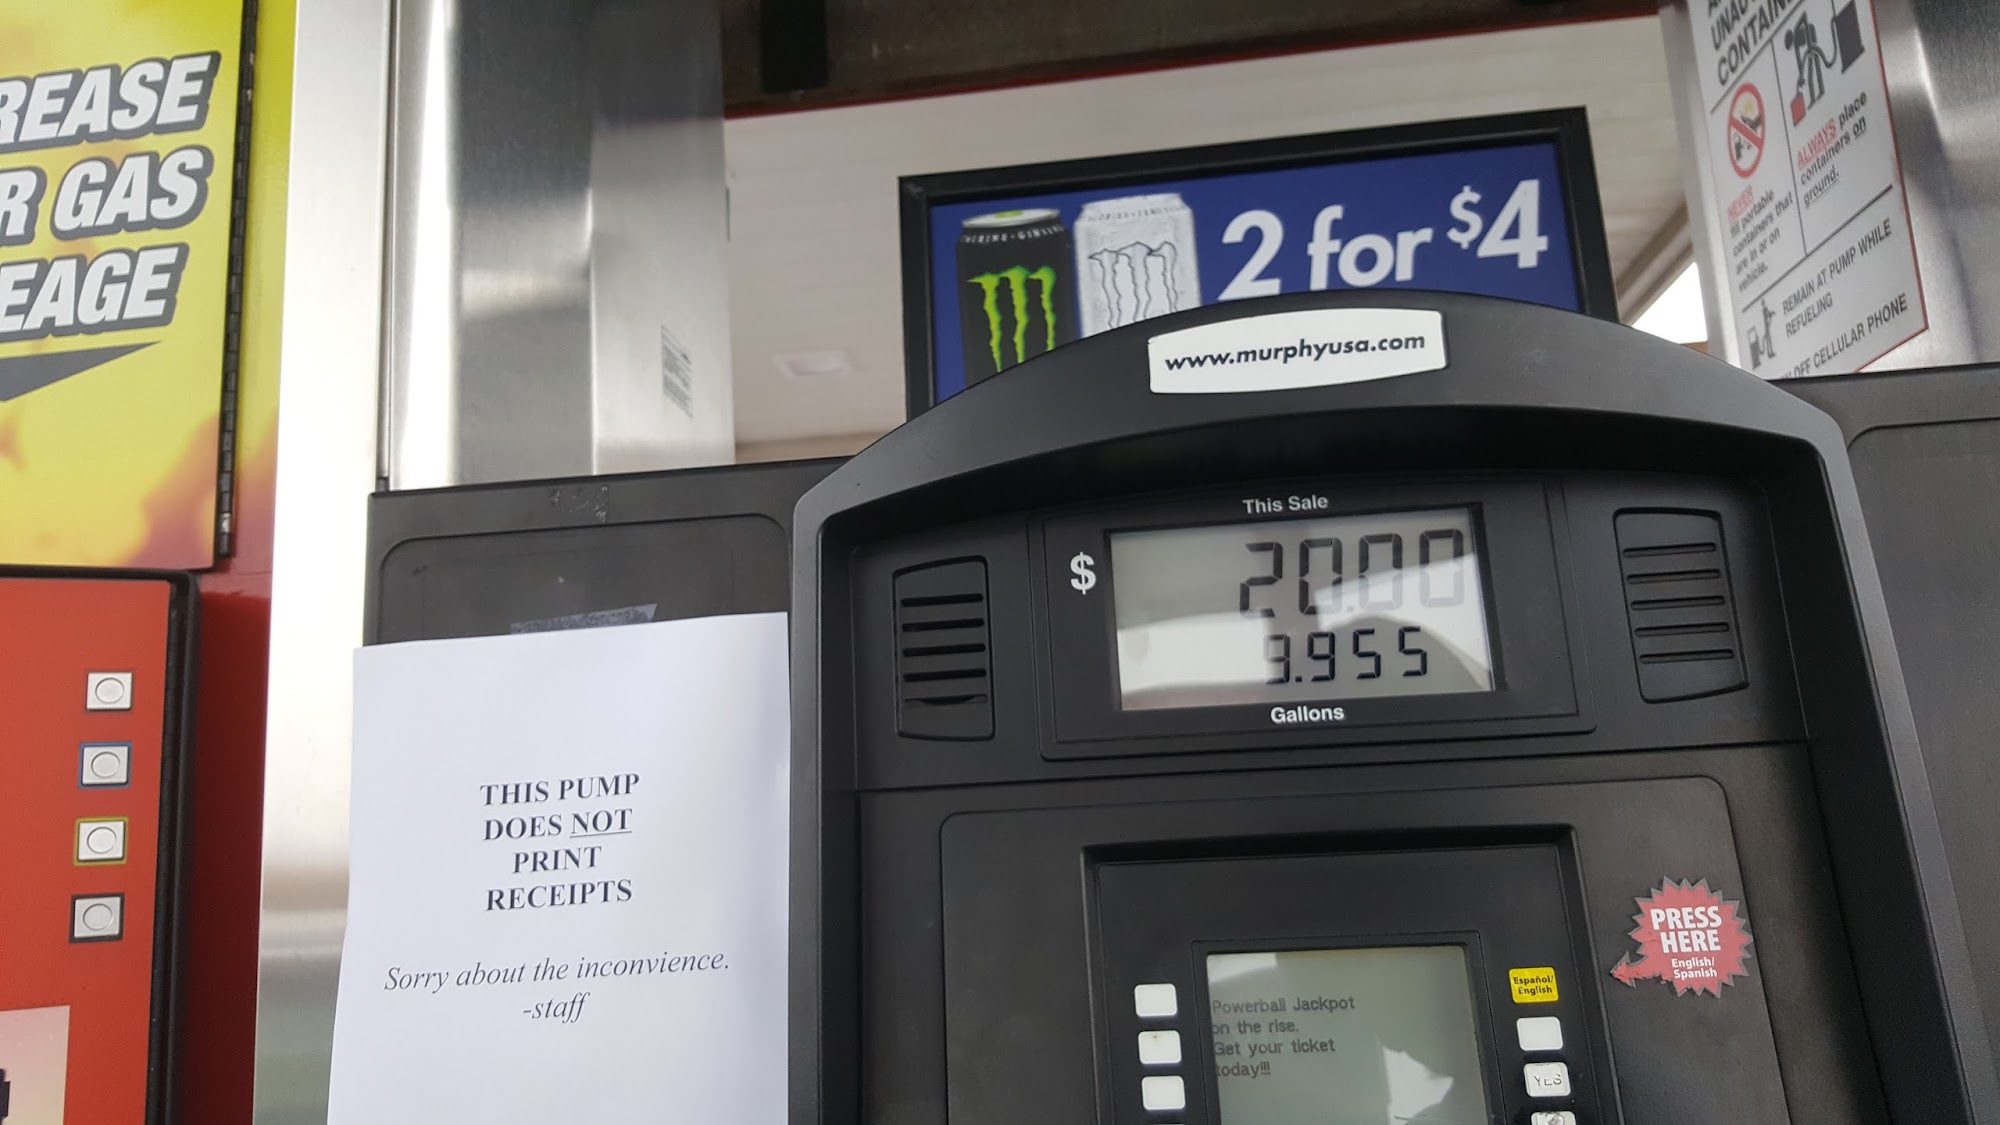 REASE
R GAS
EAGE
2 for $4
www.murphyusa.com
This Sale
$ 20.00
9.955
Gallons
THIS PUMP
DOES NOT
PRINT
RECEIPTS
Sorry about the inconvience.
-staff
Powerball Jackpot
on the rise.
Get your ticket
today!!!
Español/
English
YES
PRESS
HERE
English/
Spanish
CONTAIN
NEVER
fill portable
containers that
are in or on
vehicle.
ALWAYS place
containers on
ground.
REMAIN AT PUMP WHILE
REFUELING
OFF CELLULAR PHONE